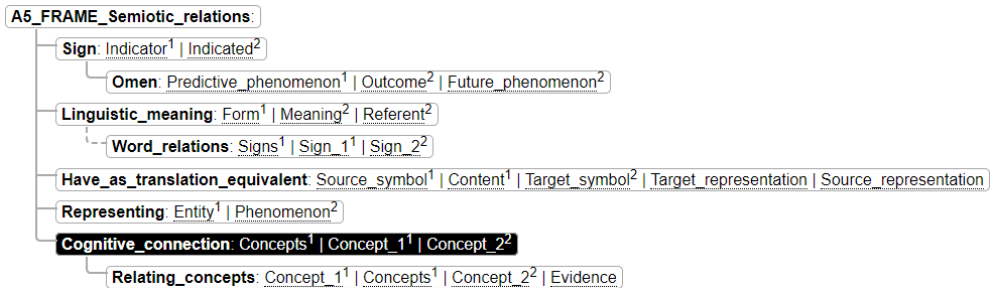 A5_FRAME_Semiotic_relations:
Sign: Indicator1 | Indicated2
Omen: Predictive_phenomenon1 | Outcome2 | Future_phenomenon2
Linguistic_meaning: Form1 | Meaning2 | Referent2
Word_relations: Signs1 | Sign_11 | Sign_22
Have_as_translation_equivalent: Source_symbol1 | Content1 | Target_symbol2 | Target_representation | Source_representation
Representing: Entity1 | Phenomenon2
Cognitive_connection: Concepts1 | Concept_11 | Concept_22
Relating_concepts: Concept_11 | Concepts1 | Concept_22 | Evidence